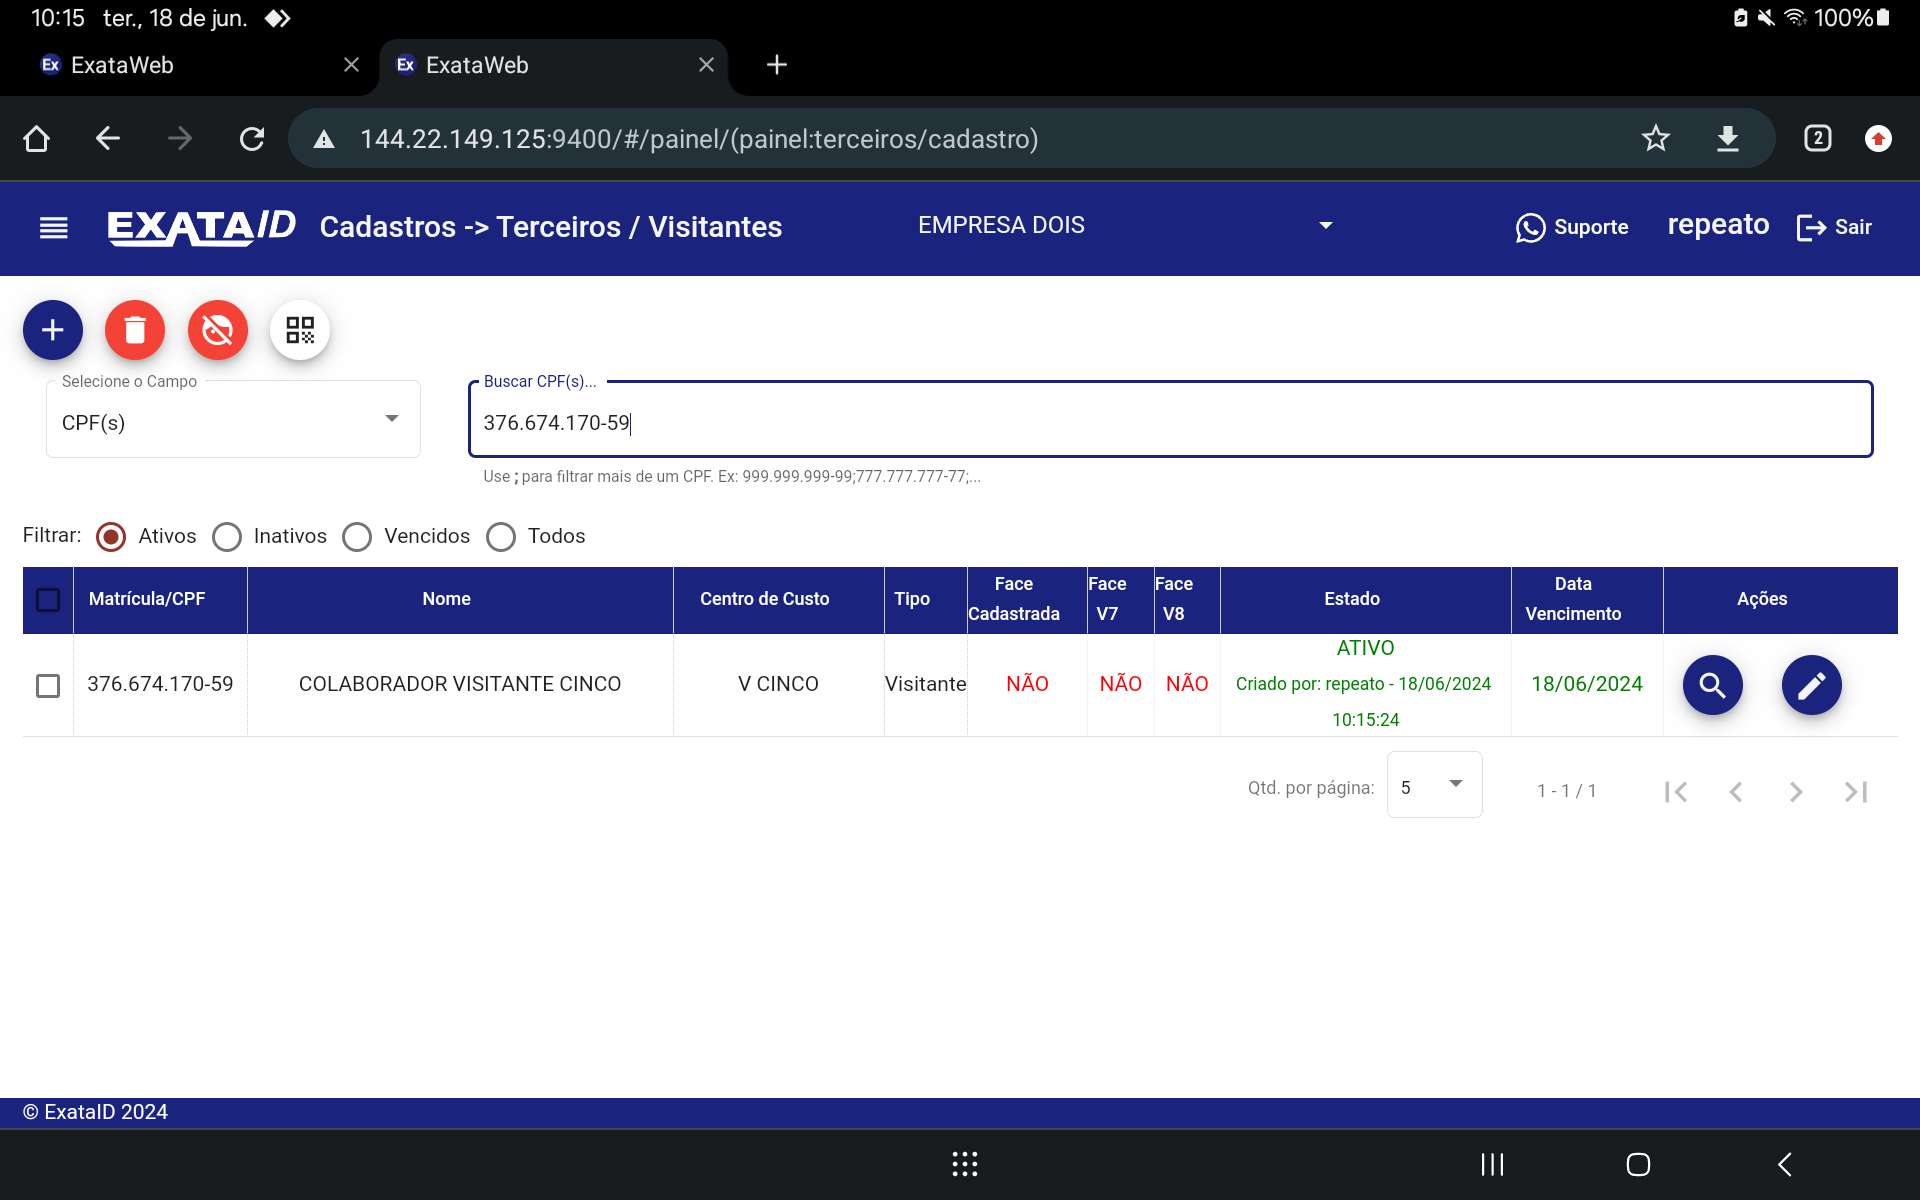 10:15 ter., 18 de jun. 100%
Ex ExataWeb Ex ExataWeb
144.22.149.125:9400/#/painel/(painel:terceiros/cadastro) 2
EXATA/D Cadastros -> Terceiros / Visitantes EMPRESA DOIS Suporte repeato Sair
Selecione o Campo Buscar CPF(s)...
CPF(s) 376.674.170-59
Use ; para filtrar mais de um CPF. Ex: 999.999.999-99;777.777.777-77;...
Filtrar: Ativos Inativos Vencidos Todos
Matrícula/CPF Nome Centro de Custo Tipo Face Cadastrada Face V7 Face V8 Estado Data Vencimento Ações
376.674.170-59 COLABORADOR VISITANTE CINCO V CINCO Visitante NÃO NÃO NÃO ATIVO Criado por: repeato - 18/06/2024 10:15:24 18/06/2024
Qtd. por página: 5 1 - 1 / 1
© ExataID 2024